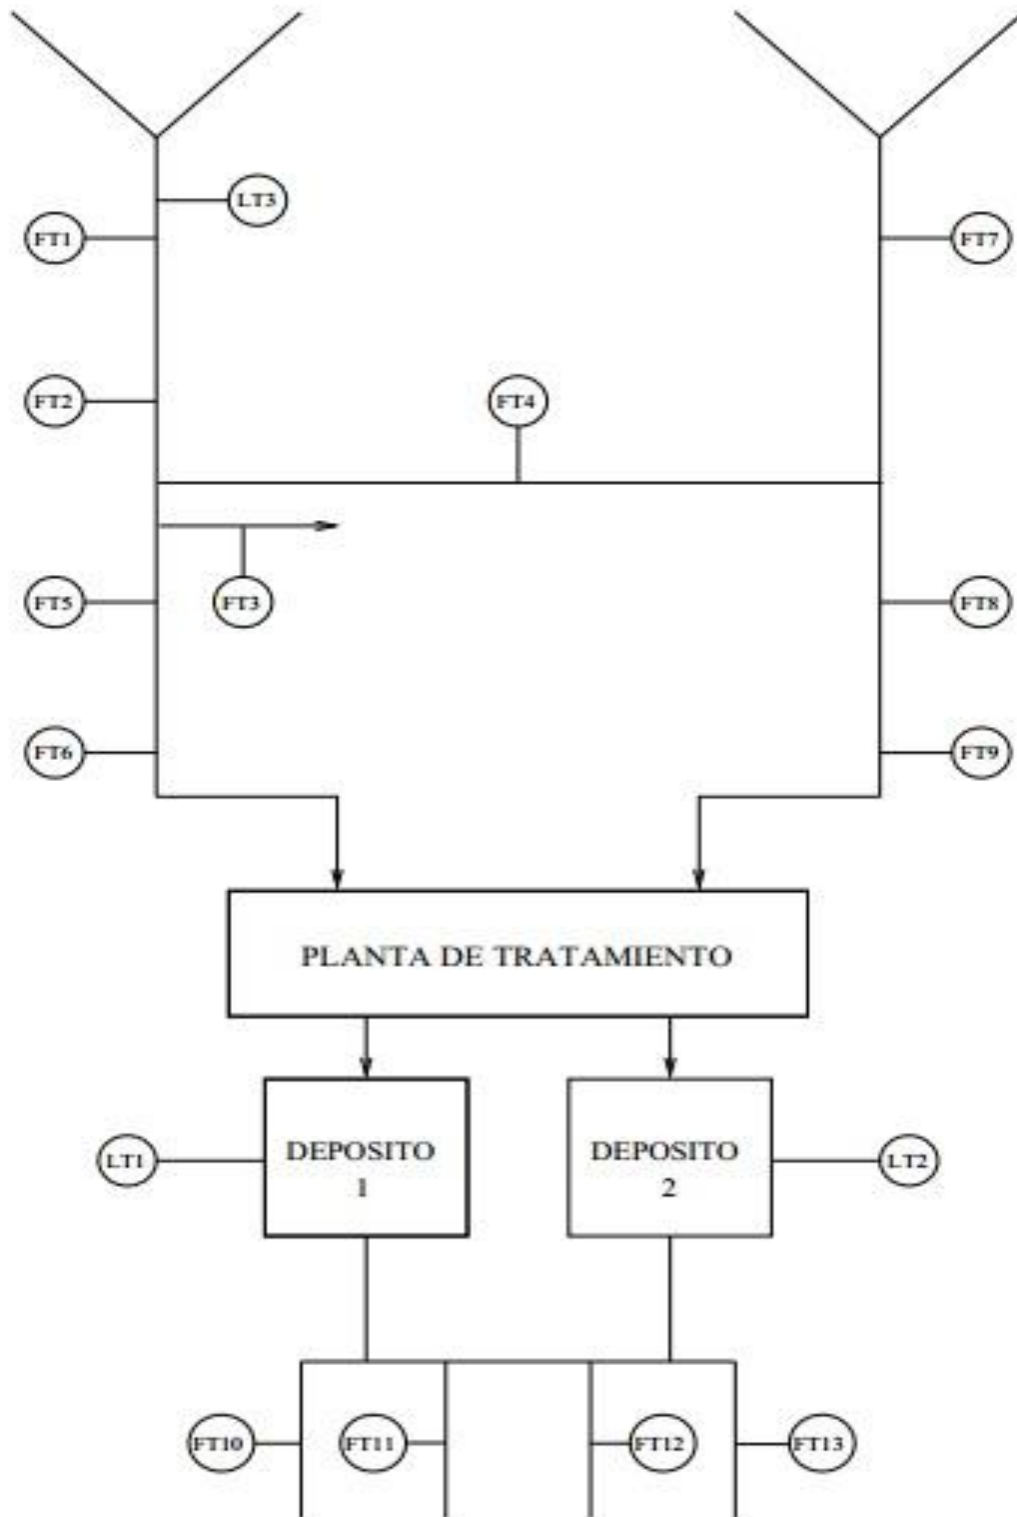 LT3
FT1
FT7
FT2
FT4
FT5
FT3
FT8
FT6
FT9
PLANTA DE TRATAMIENTO
LT1
DEPOSITO
1
DEPOSITO
2
LT2
FT10
FT11
FT12
FT13